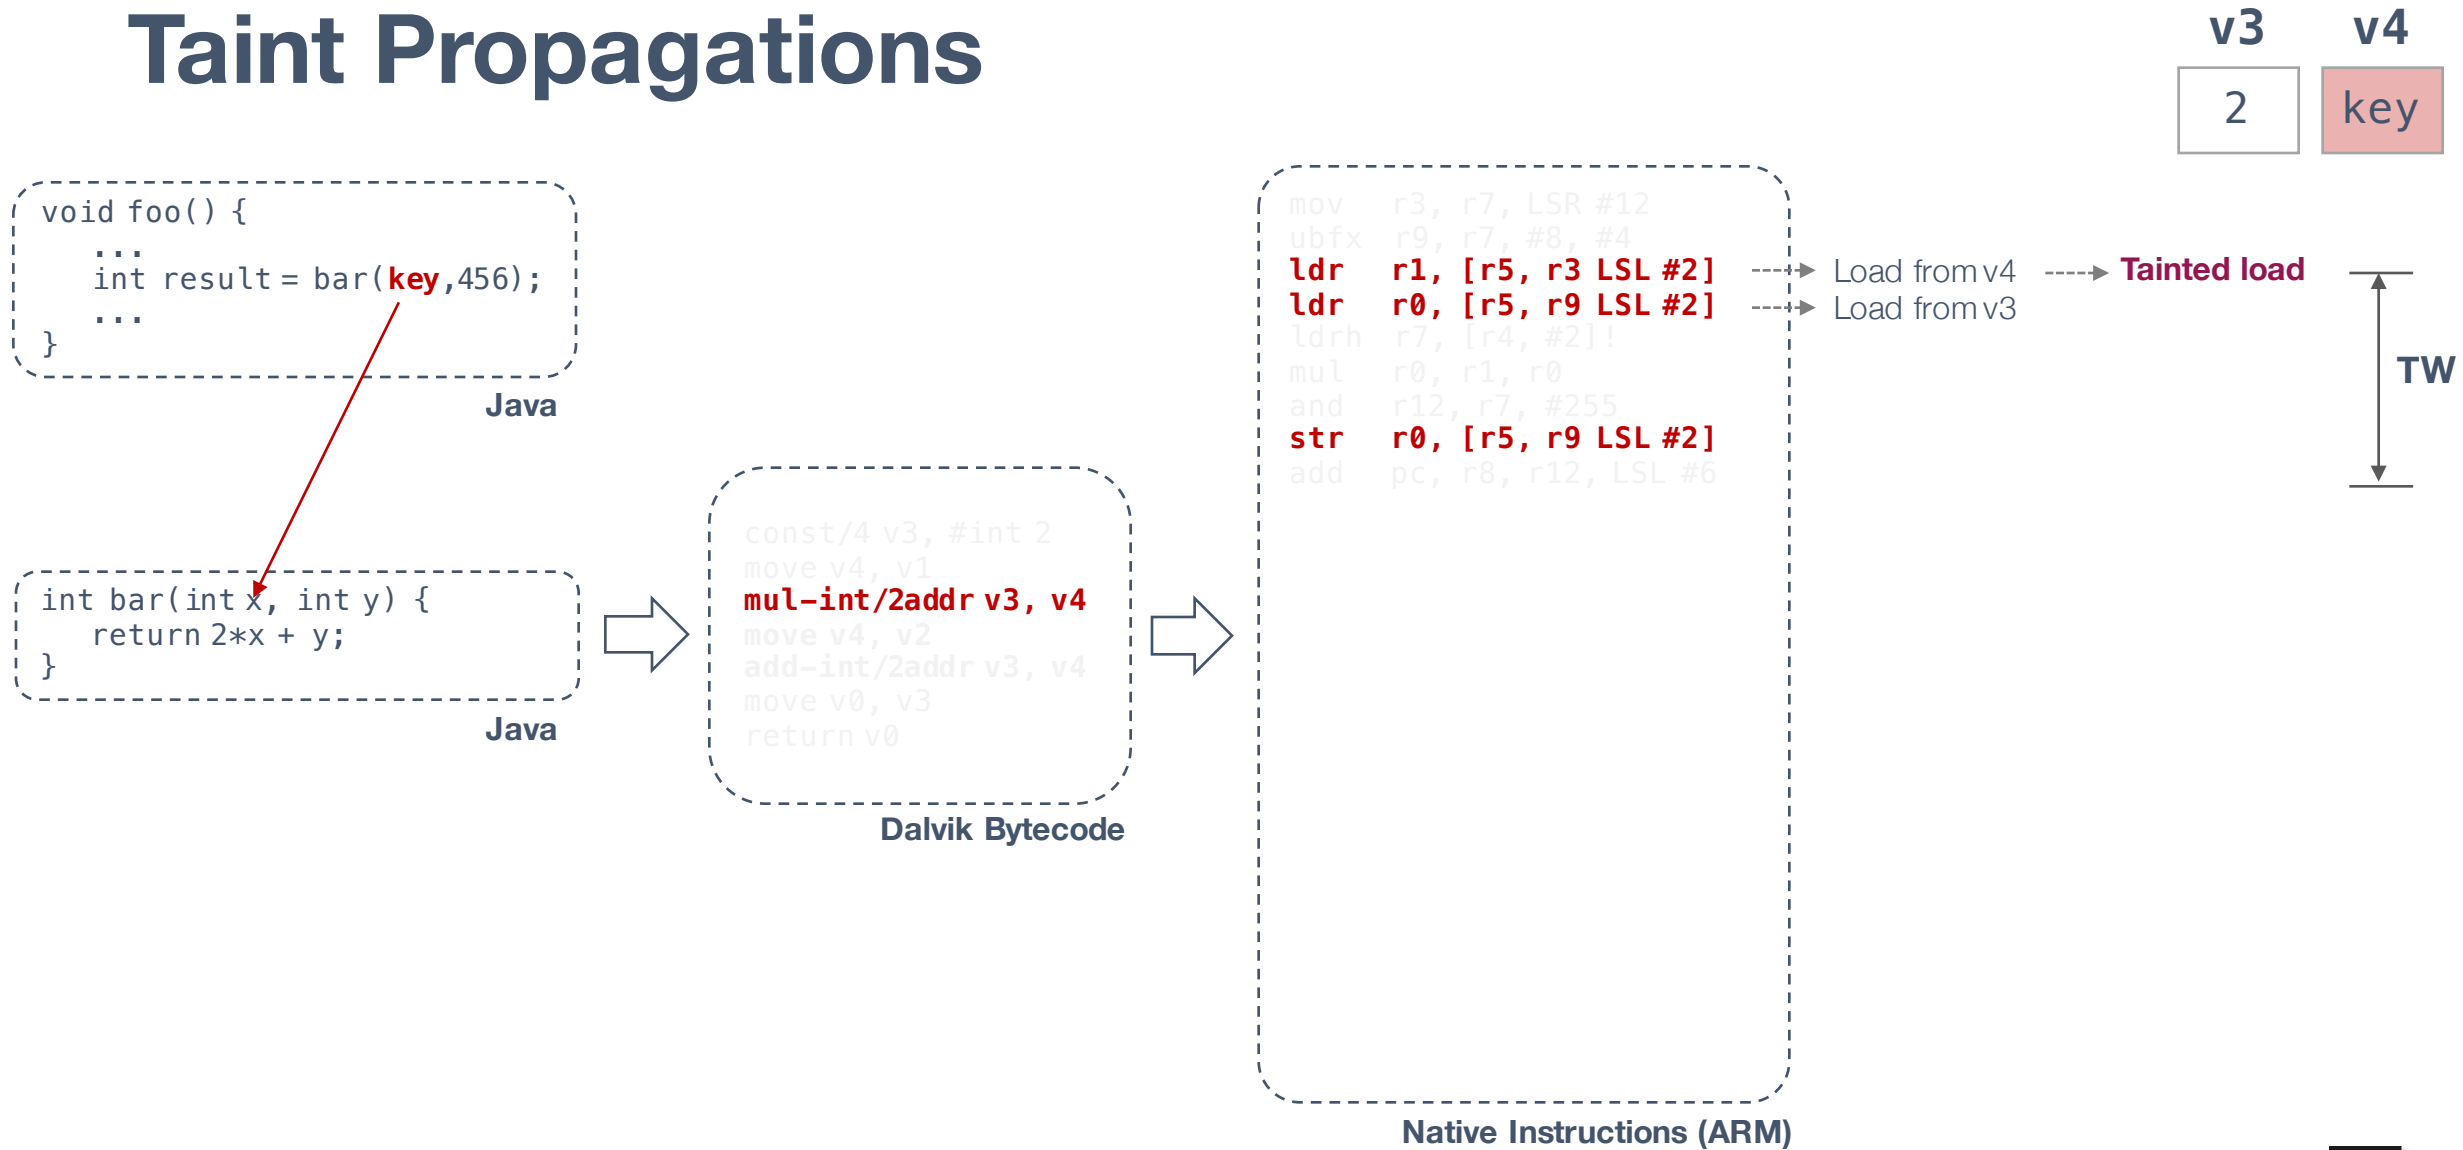 Taint Propagations
v3 v4
2 key
void foo() {
...
int result = bar(key,456);
...
}
Java
int bar(int x, int y) {
return 2*x + y;
}
Java
const/4 v3, #int 2
move v4, v1
mul-int/2addr v3, v4
move v4, v2
add-int/2addr v3, v4
move v0, v3
return v0
Dalvik Bytecode
mov r3, r7, LSR #12
ubfx r9, r7, #8, #4
ldr r1, [r5, r3 LSL #2]
ldr r0, [r5, r9 LSL #2]
ldrh r7, [r4, #2]!
mul r0, r1, r0
and r12, r7, #255
str r0, [r5, r9 LSL #2]
add pc, r8, r12, LSL #6
Native Instructions (ARM)
Load from v4
Tainted load
Load from v3
TW